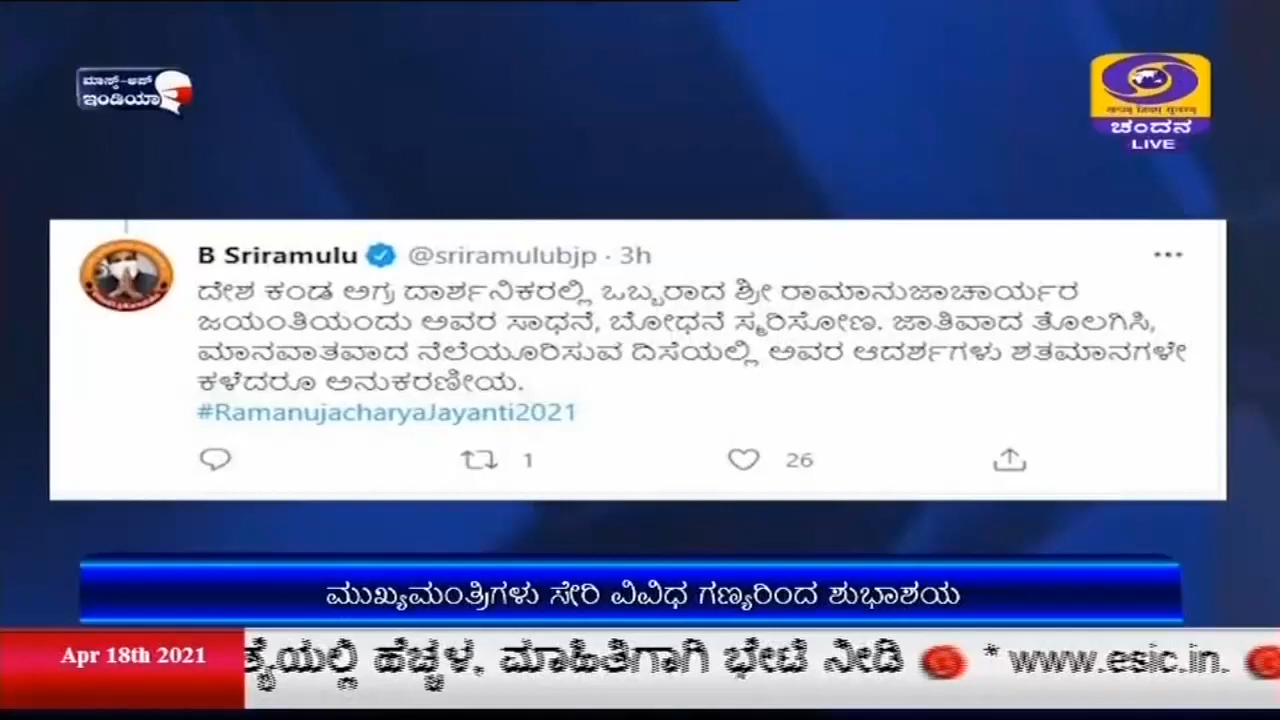 ಮಾಸ್ಕ್-ಅಪ್
ಇಂಡಿಯಾ
ಚಂದನ
LIVE
B Sriramulu @sriramulubjp · 3h
ದೇಶ ಕಂಡ ಅಗ್ರ ದಾರ್ಶನಿಕರಲ್ಲಿ ಒಬ್ಬರಾದ ಶ್ರೀ ರಾಮಾನುಜಾಚಾರ್ಯರ
ಜಯಂತಿಯಂದು ಅವರ ಸಾಧನೆ, ಬೋಧನೆ ಸ್ಮರಿಸೋಣ. ಜಾತಿವಾದ ತೊಲಗಿಸಿ,
ಮಾನವಾತವಾದ ನೆಲೆಯೂರಿಸುವ ದಿಸೆಯಲ್ಲಿ ಅವರ ಆದರ್ಶಗಳು ಶತಮಾನಗಳೇ
ಕಳೆದರೂ ಅನುಕರಣೀಯ.
#RamanujacharyaJayanti2021
1 26
ಮುಖ್ಯಮಂತ್ರಿಗಳು ಸೇರಿ ವಿವಿಧ ಗಣ್ಯರಿಂದ ಶುಭಾಶಯ
Apr 18th 2021 ಕ್ಯೆಯಲ್ಲಿ ಹೆಚ್ಚಳ, ಮಾಹಿತಿಗಾಗಿ ಭೇಟಿ ನೀಡಿ * www.esic.in.